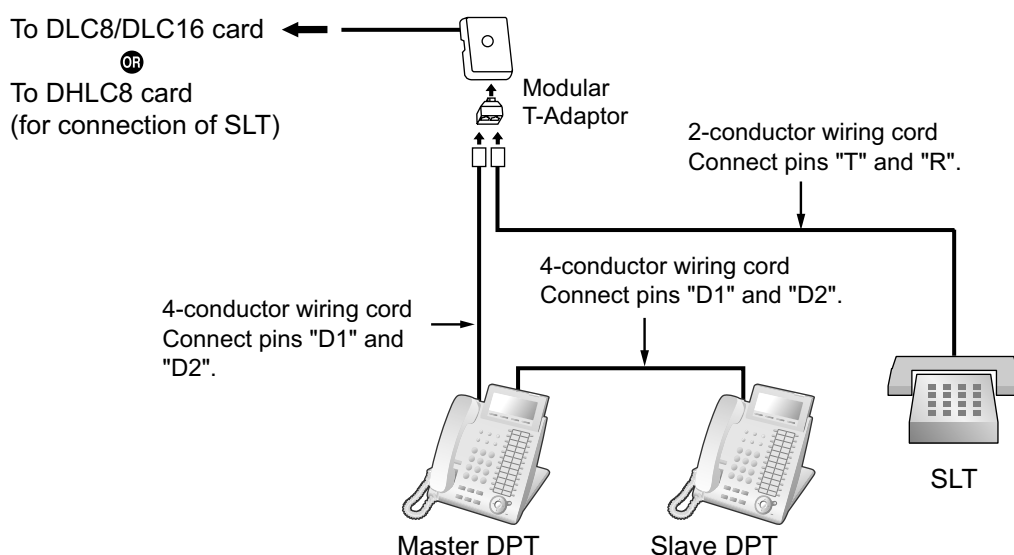 To DLC8/DLC16 card
OR
To DHLC8 card
(for connection of SLT)
Modular
T-Adaptor
2-conductor wiring cord
Connect pins "T" and "R".
4-conductor wiring cord
Connect pins "D1" and "D2".
4-conductor wiring cord
Connect pins "D1" and
"D2".
SLT
Master DPT
Slave DPT